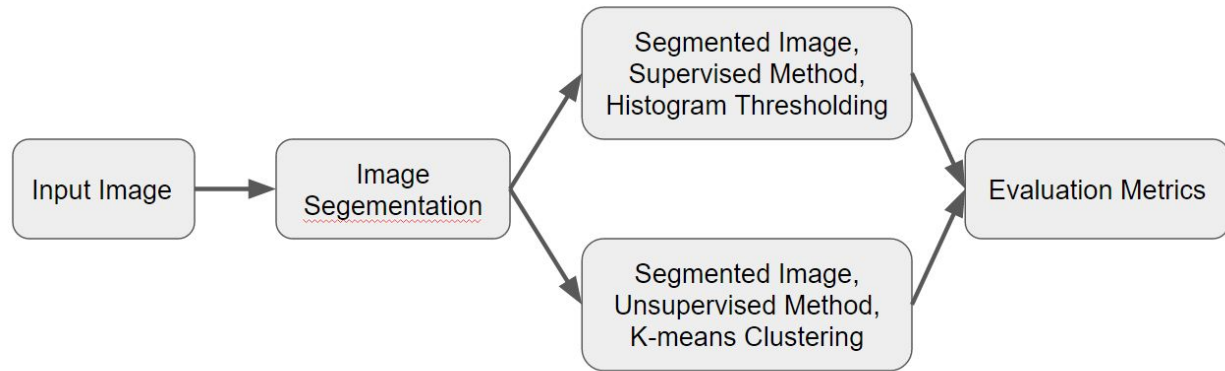 Input Image
Image
Segementation
Segmented Image,
Supervised Method,
Histogram Thresholding
Segmented Image,
Unsupervised Method,
K-means Clustering
Evaluation Metrics